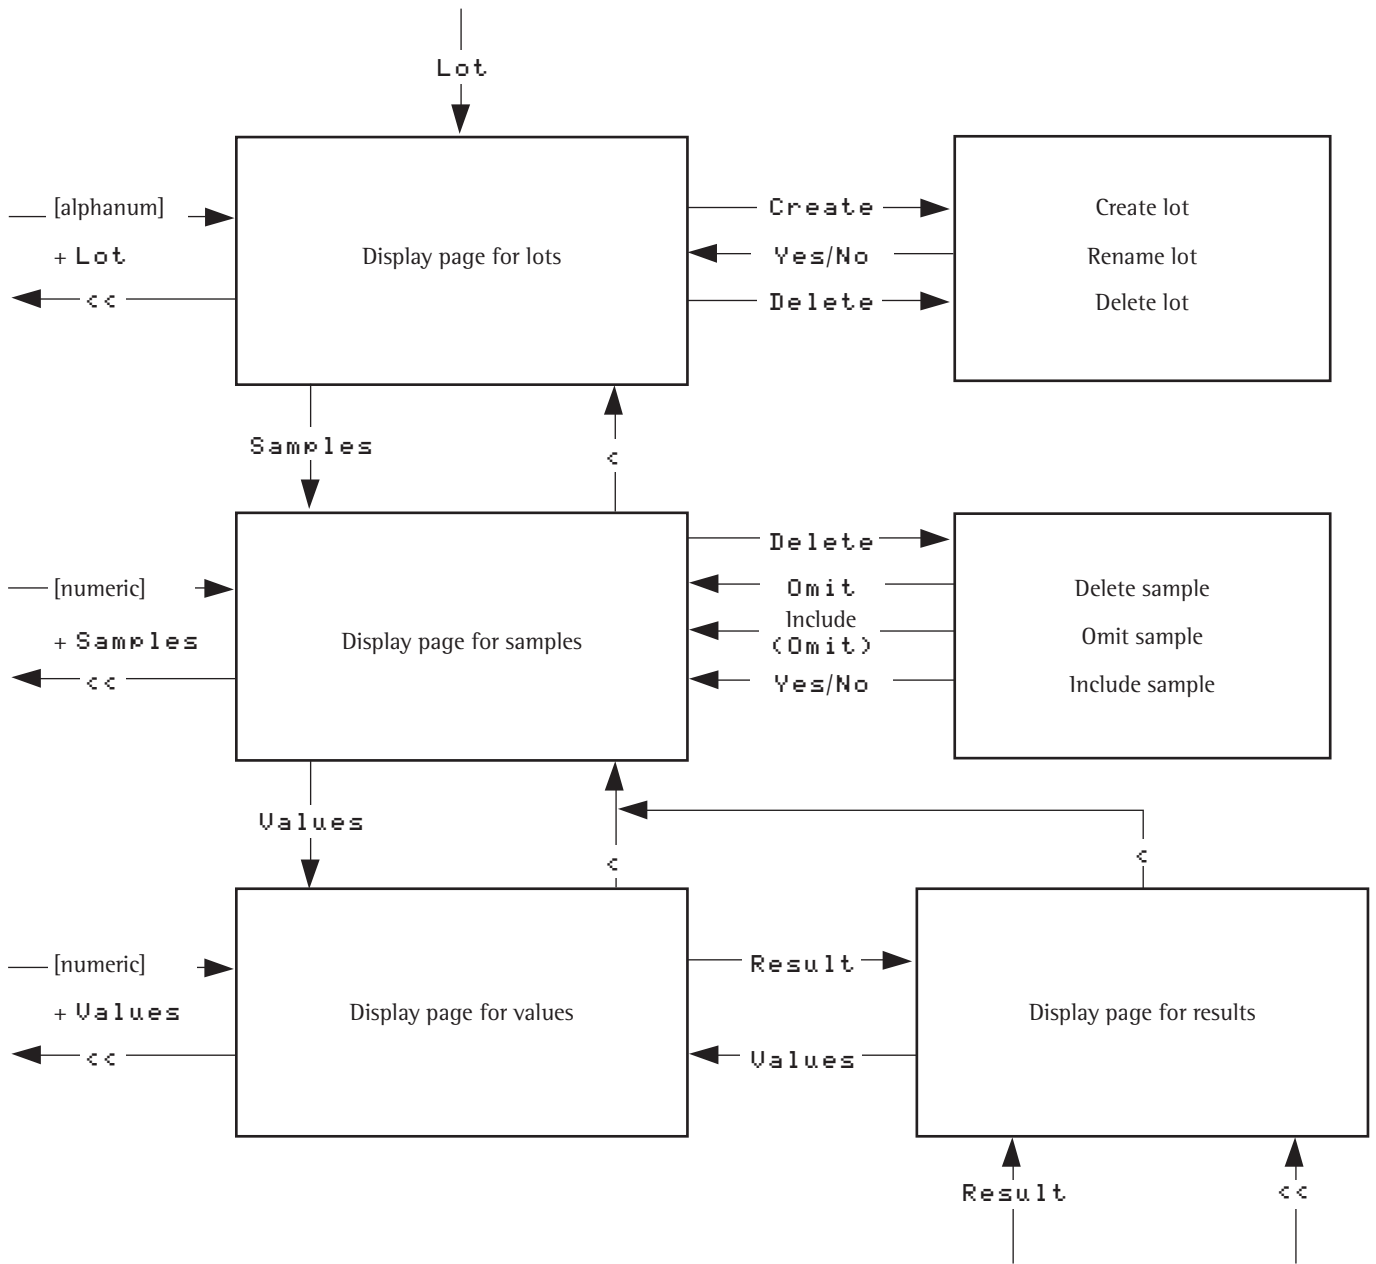 Lot
[alphanum]
+ Lot
<<
Display page for lots
Create
Yes/No
Delete
Create lot
Rename lot
Delete lot
Samples
<
[numeric]
+ Samples
<<
Display page for samples
Delete
Omit
Include
(Omit)
Yes/No
Delete sample
Omit sample
Include sample
Values
<
<
[numeric]
+ Values
<<
Display page for values
Result
Values
Display page for results
Result
<<